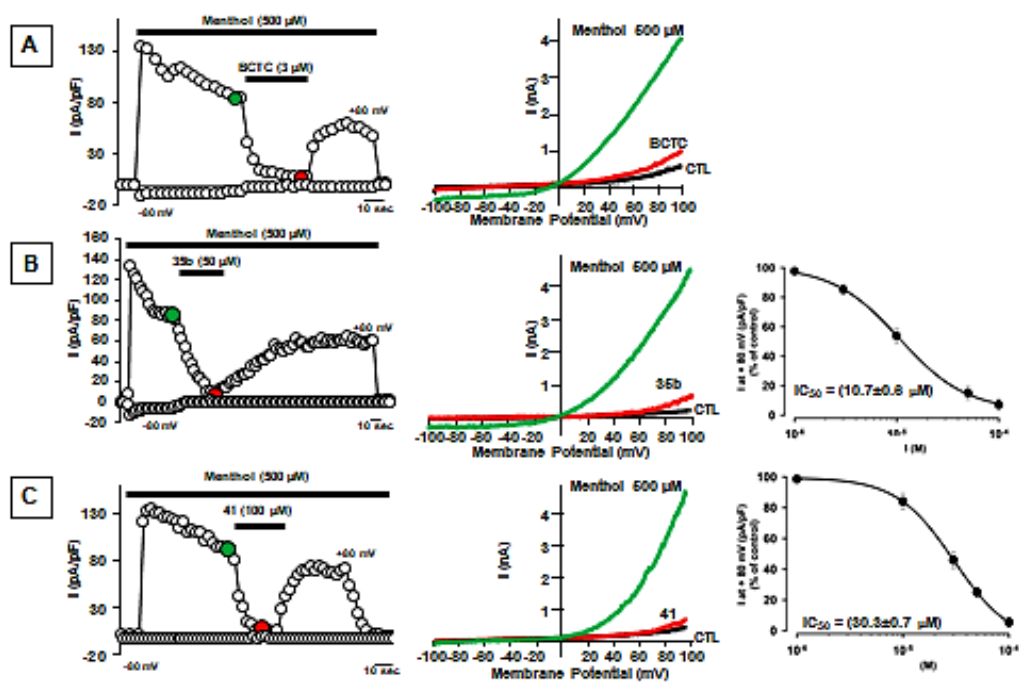 A
Menthol (500 µM)
BCTC (3 µM)
+80 mV
-80 mV
10 sec
I (pA/pF)
130
80
30
-20
Menthol 500 µM
BCTC
CTL
I (nA)
4
3
2
1
-100-80 -60 -40 -20 20 40 60 80 100
Membrane Potential (mV)
B
Menthol (500 µM)
35b (50 µM)
+80 mV
-80 mV
10 sec
I (pA/pF)
160
140
120
100
80
60
40
20
0
-20
Menthol 500 µM
35b
CTL
I (nA)
4
3
2
1
-100-80 -60 -40 -20 20 40 60 80 100
Membrane Potential (mV)
I at + 80 mV (pA/pF)
(% of control)
100
80
60
40
20
0
IC50 = (10.7±0.6 µM)
I (M)
C
Menthol (500 µM)
41 (100 µM)
+80 mV
-80 mV
10 sec
I (pA/pF)
130
80
30
-20
Menthol 500 µM
41
CTL
I (nA)
4
3
2
1
-100-80 -60 -40 -20 20 40 60 80 100
Membrane Potential (mV)
I at + 80 mV (pA/pF)
(% of control)
100
80
60
40
20
0
IC50 = (30.3±0.7 µM)
(M)